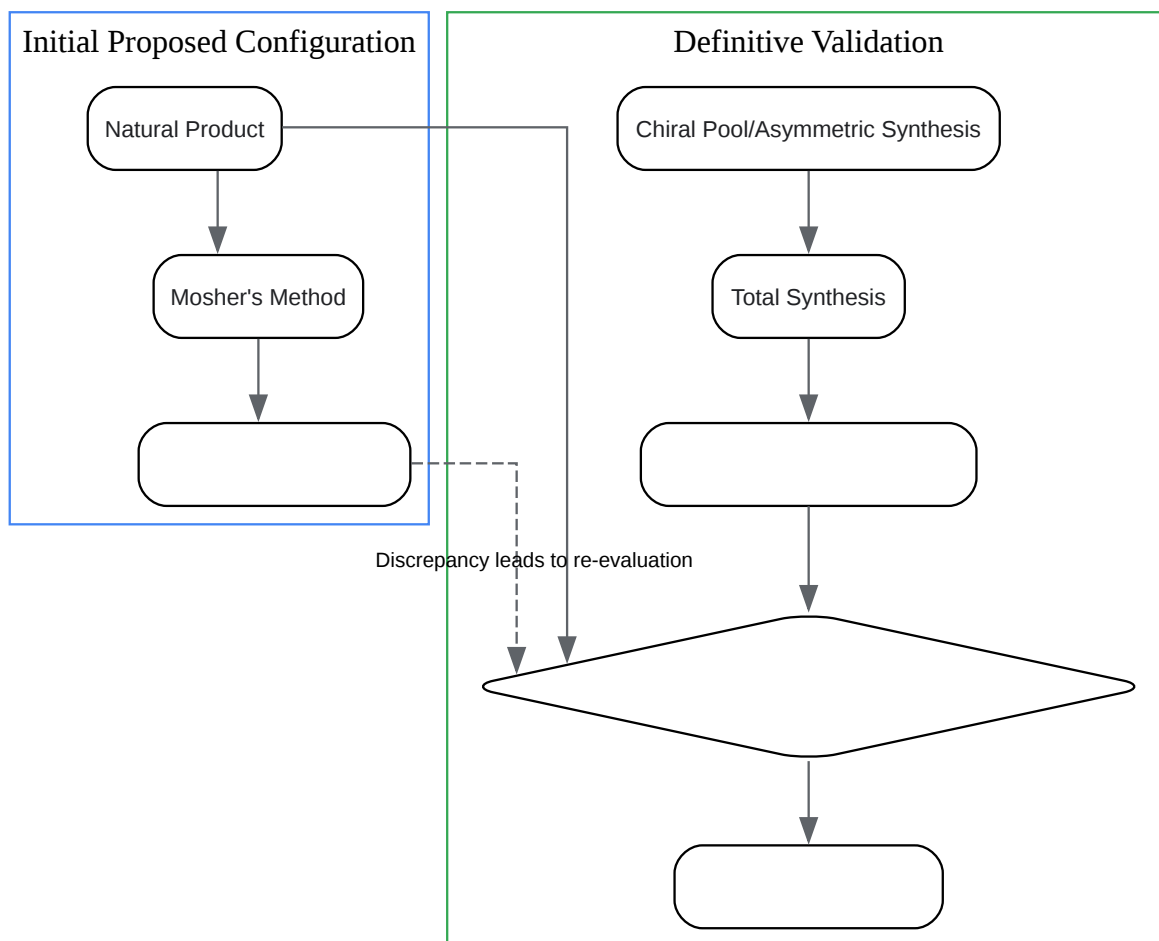 Initial Proposed Configuration
Definitive Validation
Natural Product
Chiral Pool/Asymmetric Synthesis
Mosher's Method
Total Synthesis
Discrepancy leads to re-evaluation